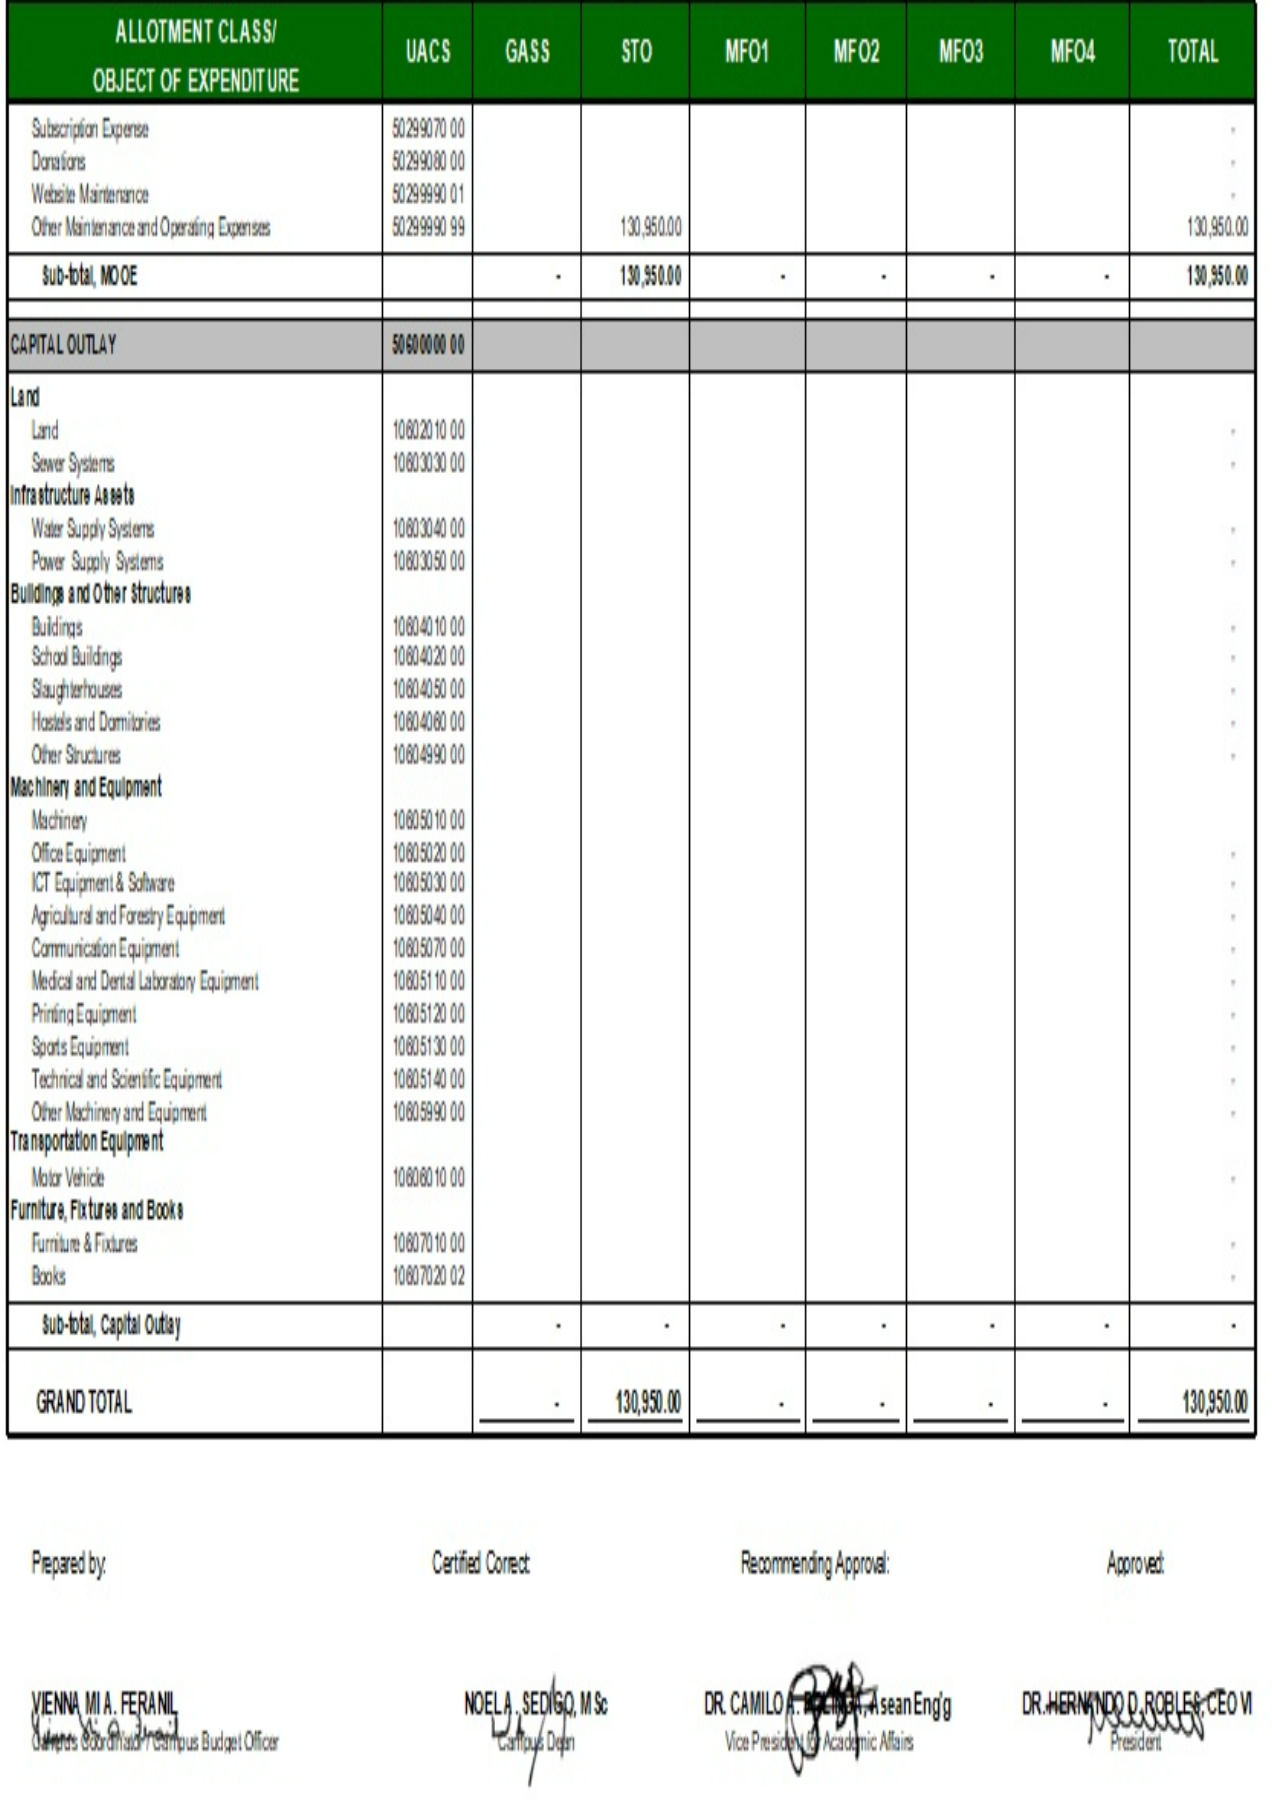 ALLOTMENT CLASS/
OBJECT OF EXPENDITURE UACS GASS STO MFO1 MFO2 MFO3 MFO4 TOTAL
Subscription Expense 50299070 00 -
Donations 50299080 00 -
Website Maintenance 50299990 01 -
Other Maintenance and Operating Expenses 50299990 99 130,950.00 130,950.00
Sub-total, MOOE - 130,950.00 - - - - 130,950.00
CAPITAL OUTLAY 50600000 00
Land
Land 10602010 00 -
Sewer Systems 10603030 00 -
Infrastructure Assets
Water Supply Systems 10603040 00 -
Power Supply Systems 10603050 00 -
Buildings and Other Structures
Buildings 10604010 00 -
School Buildings 10604020 00 -
Slaughterhouses 10604050 00 -
Hostels and Dormitories 10604060 00 -
Other Structures 10604990 00 -
Machinery and Equipment
Machinery 10605010 00
Office Equipment 10605020 00 -
ICT Equipment & Software 10605030 00 -
Agricultural and Forestry Equipment 10605040 00 -
Communication Equipment 10605070 00 -
Medical and Dental Laboratory Equipment 10605110 00 -
Printing Equipment 10605120 00 -
Sports Equipment 10605130 00 -
Technical and Scientific Equipment 10605140 00 -
Other Machinery and Equipment 10605990 00 -
Transportation Equipment
Motor Vehicle 10606010 00 -
Furniture, Fixtures and Books
Furniture & Fixtures 10607010 00 -
Books 10607020 02 -
Sub-total, Capital Outlay - - - - - - -
GRAND TOTAL - 130,950.00 - - - - 130,950.00
Prepared by: Certified Correct: Recommending Approval: Approved:
VIENNA MI A. FERANIL NOEL A. SEDIGO, MSc DR. CAMILO A. Asean Eng'g DR. HERNANDO D. ROBLES, CEO VI
Campus Coordinator / Campus Budget Officer Campus Dean Vice President for Academic Affairs President